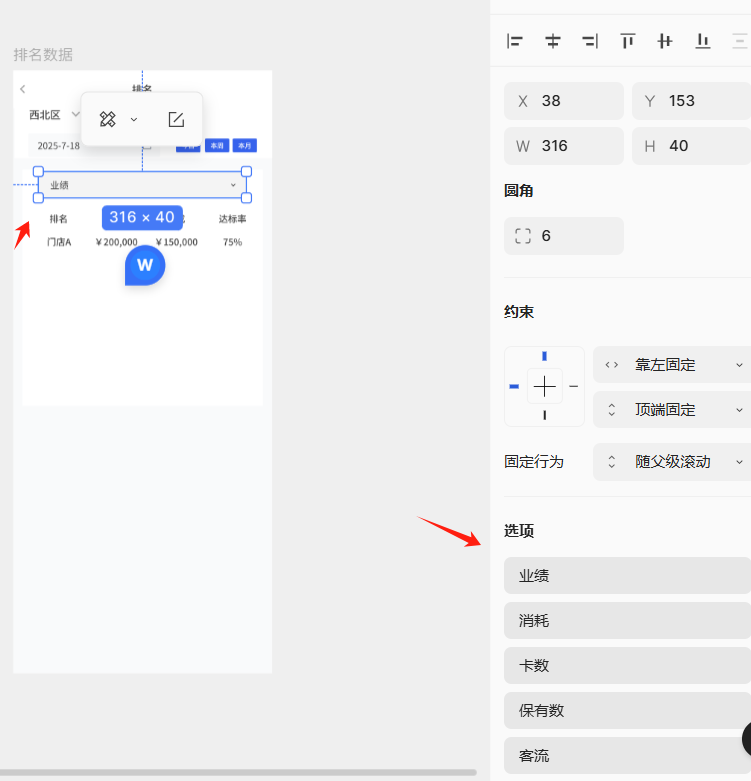 排名数据
排名
西北区
2025-7-18
本周
本月
业绩
排名
达标率
316 × 40
门店A
￥200,000
￥150,000
75%
W
X 38
Y 153
W 316
H 40
圆角
6
约束
靠左固定
顶端固定
固定行为
随父级滚动
选项
业绩
消耗
卡数
保有数
客流